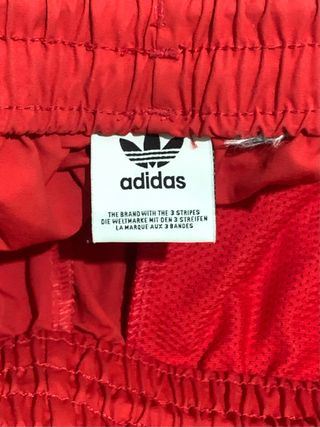 adidas
THE BRAND WITH THE 3 STRIPES
DIE WELTMARKE MIT DEN 3 STREIFEN
LA MARQUE AUX 3 BANDES